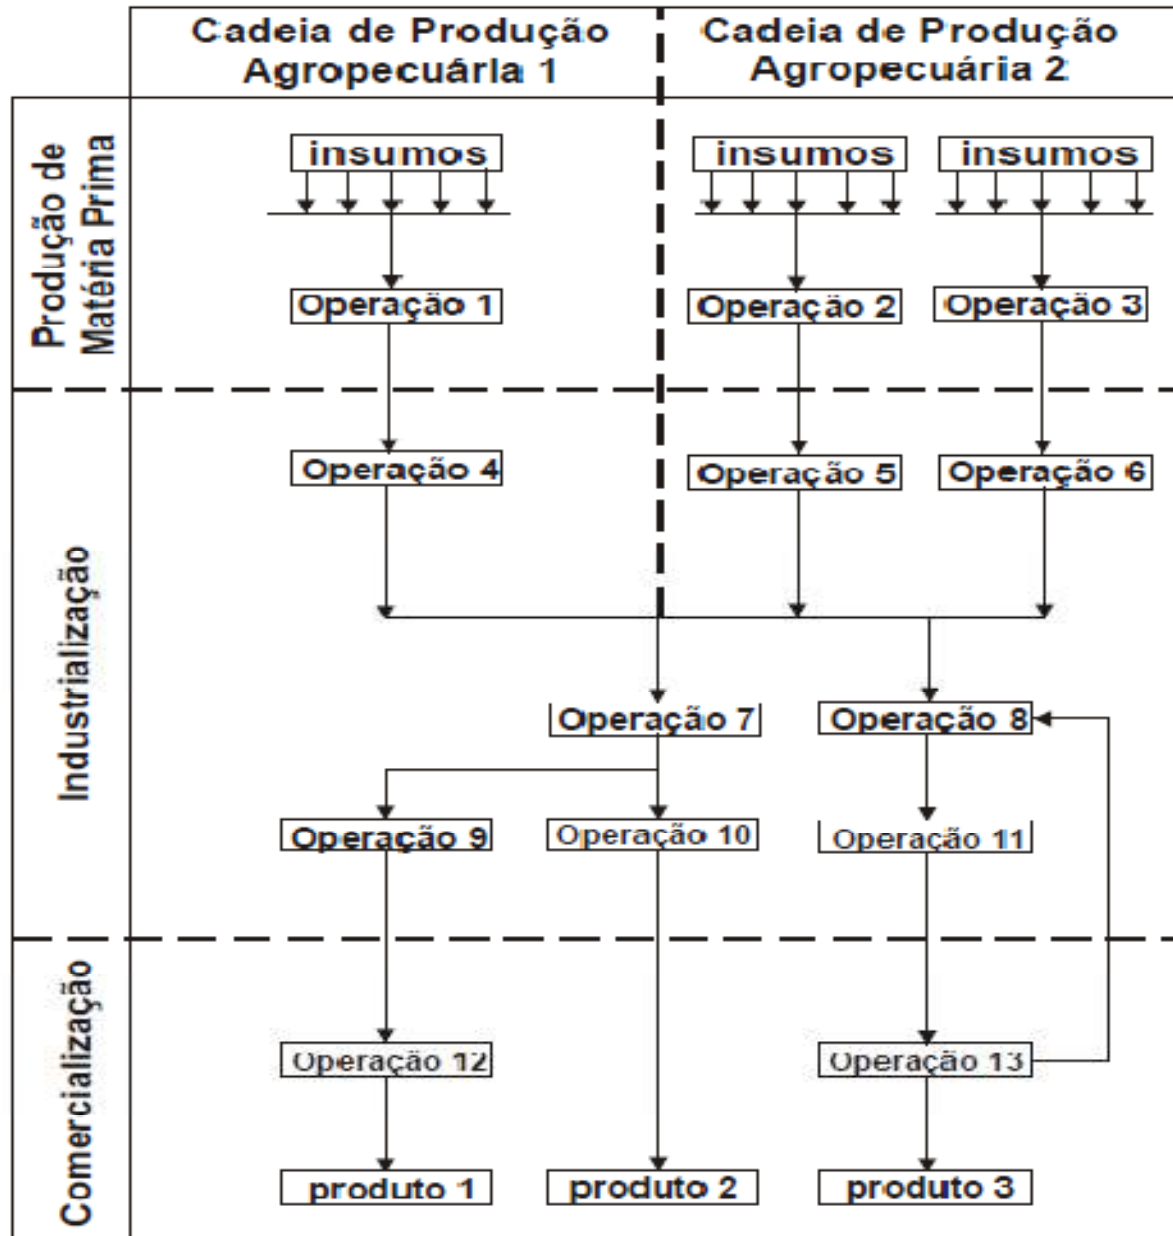 Cadeia de Produção
Agropecuárla 1
Cadeia de Produção
Agropecuária 2
Produção de
Matéria Prima
insumos
insumos
insumos
Operação 1
Operação 2
Operação 3
Industrialização
Operação 4
Operação 5
Operação 6
Operação 7
Operação 8
Operação 9
Operação 10
Operação 11
Comercialização
Operação 12
Operação 13
produto 1
produto 2
produto 3